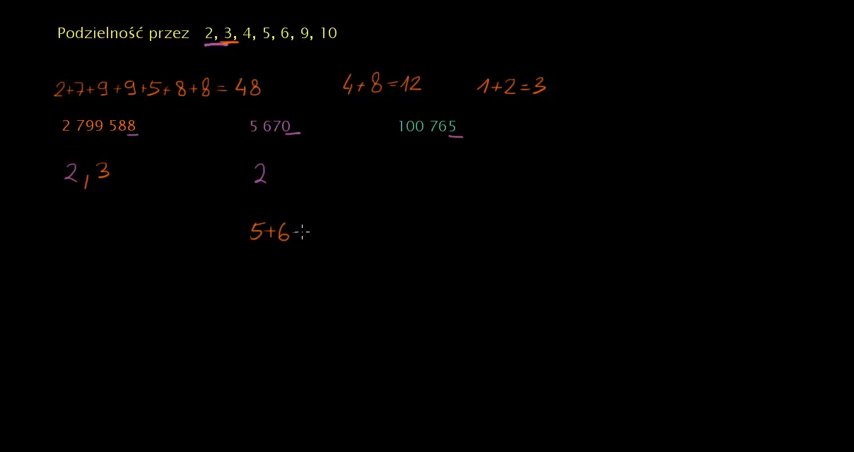 Podzielność przez 2, 3, 4, 5, 6, 9, 10
2+7+9+9+5+8+8=48 4+8=12 1+2=3
2 799 588 5 670 100 765
2, 3 2
5+6